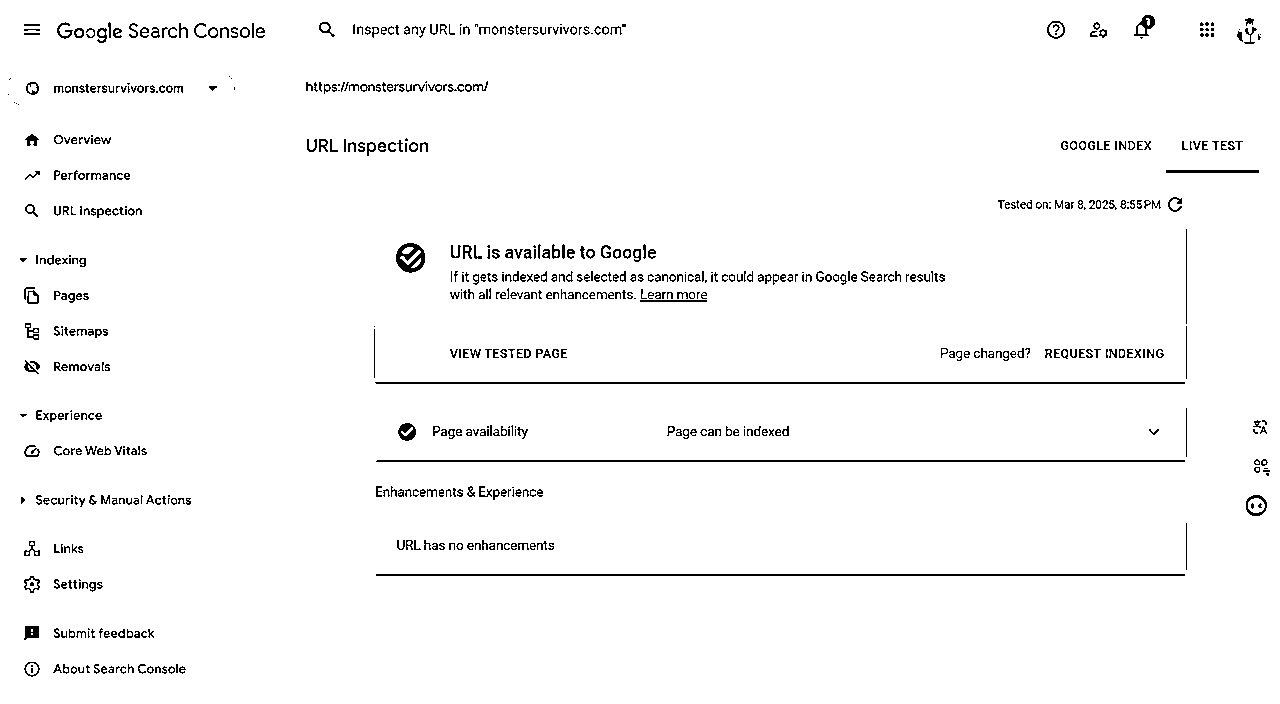 Google Search Console
Inspect any URL in "monstersurvivors.com"
1
monstersurvivors.com
https://monstersurvivors.com/
Overview
Performance
URL inspection
Indexing
Pages
Sitemaps
Removals
Experience
Core Web Vitals
Security & Manual Actions
Links
Settings
Submit feedback
About Search Console
URL Inspection
GOOGLE INDEX
LIVE TEST
Tested on: Mar 8, 2025, 8:55 PM
URL is available to Google
If it gets indexed and selected as canonical, it could appear in Google Search results
with all relevant enhancements. Learn more
VIEW TESTED PAGE
Page changed? REQUEST INDEXING
Page availability
Page can be indexed
Enhancements & Experience
URL has no enhancements